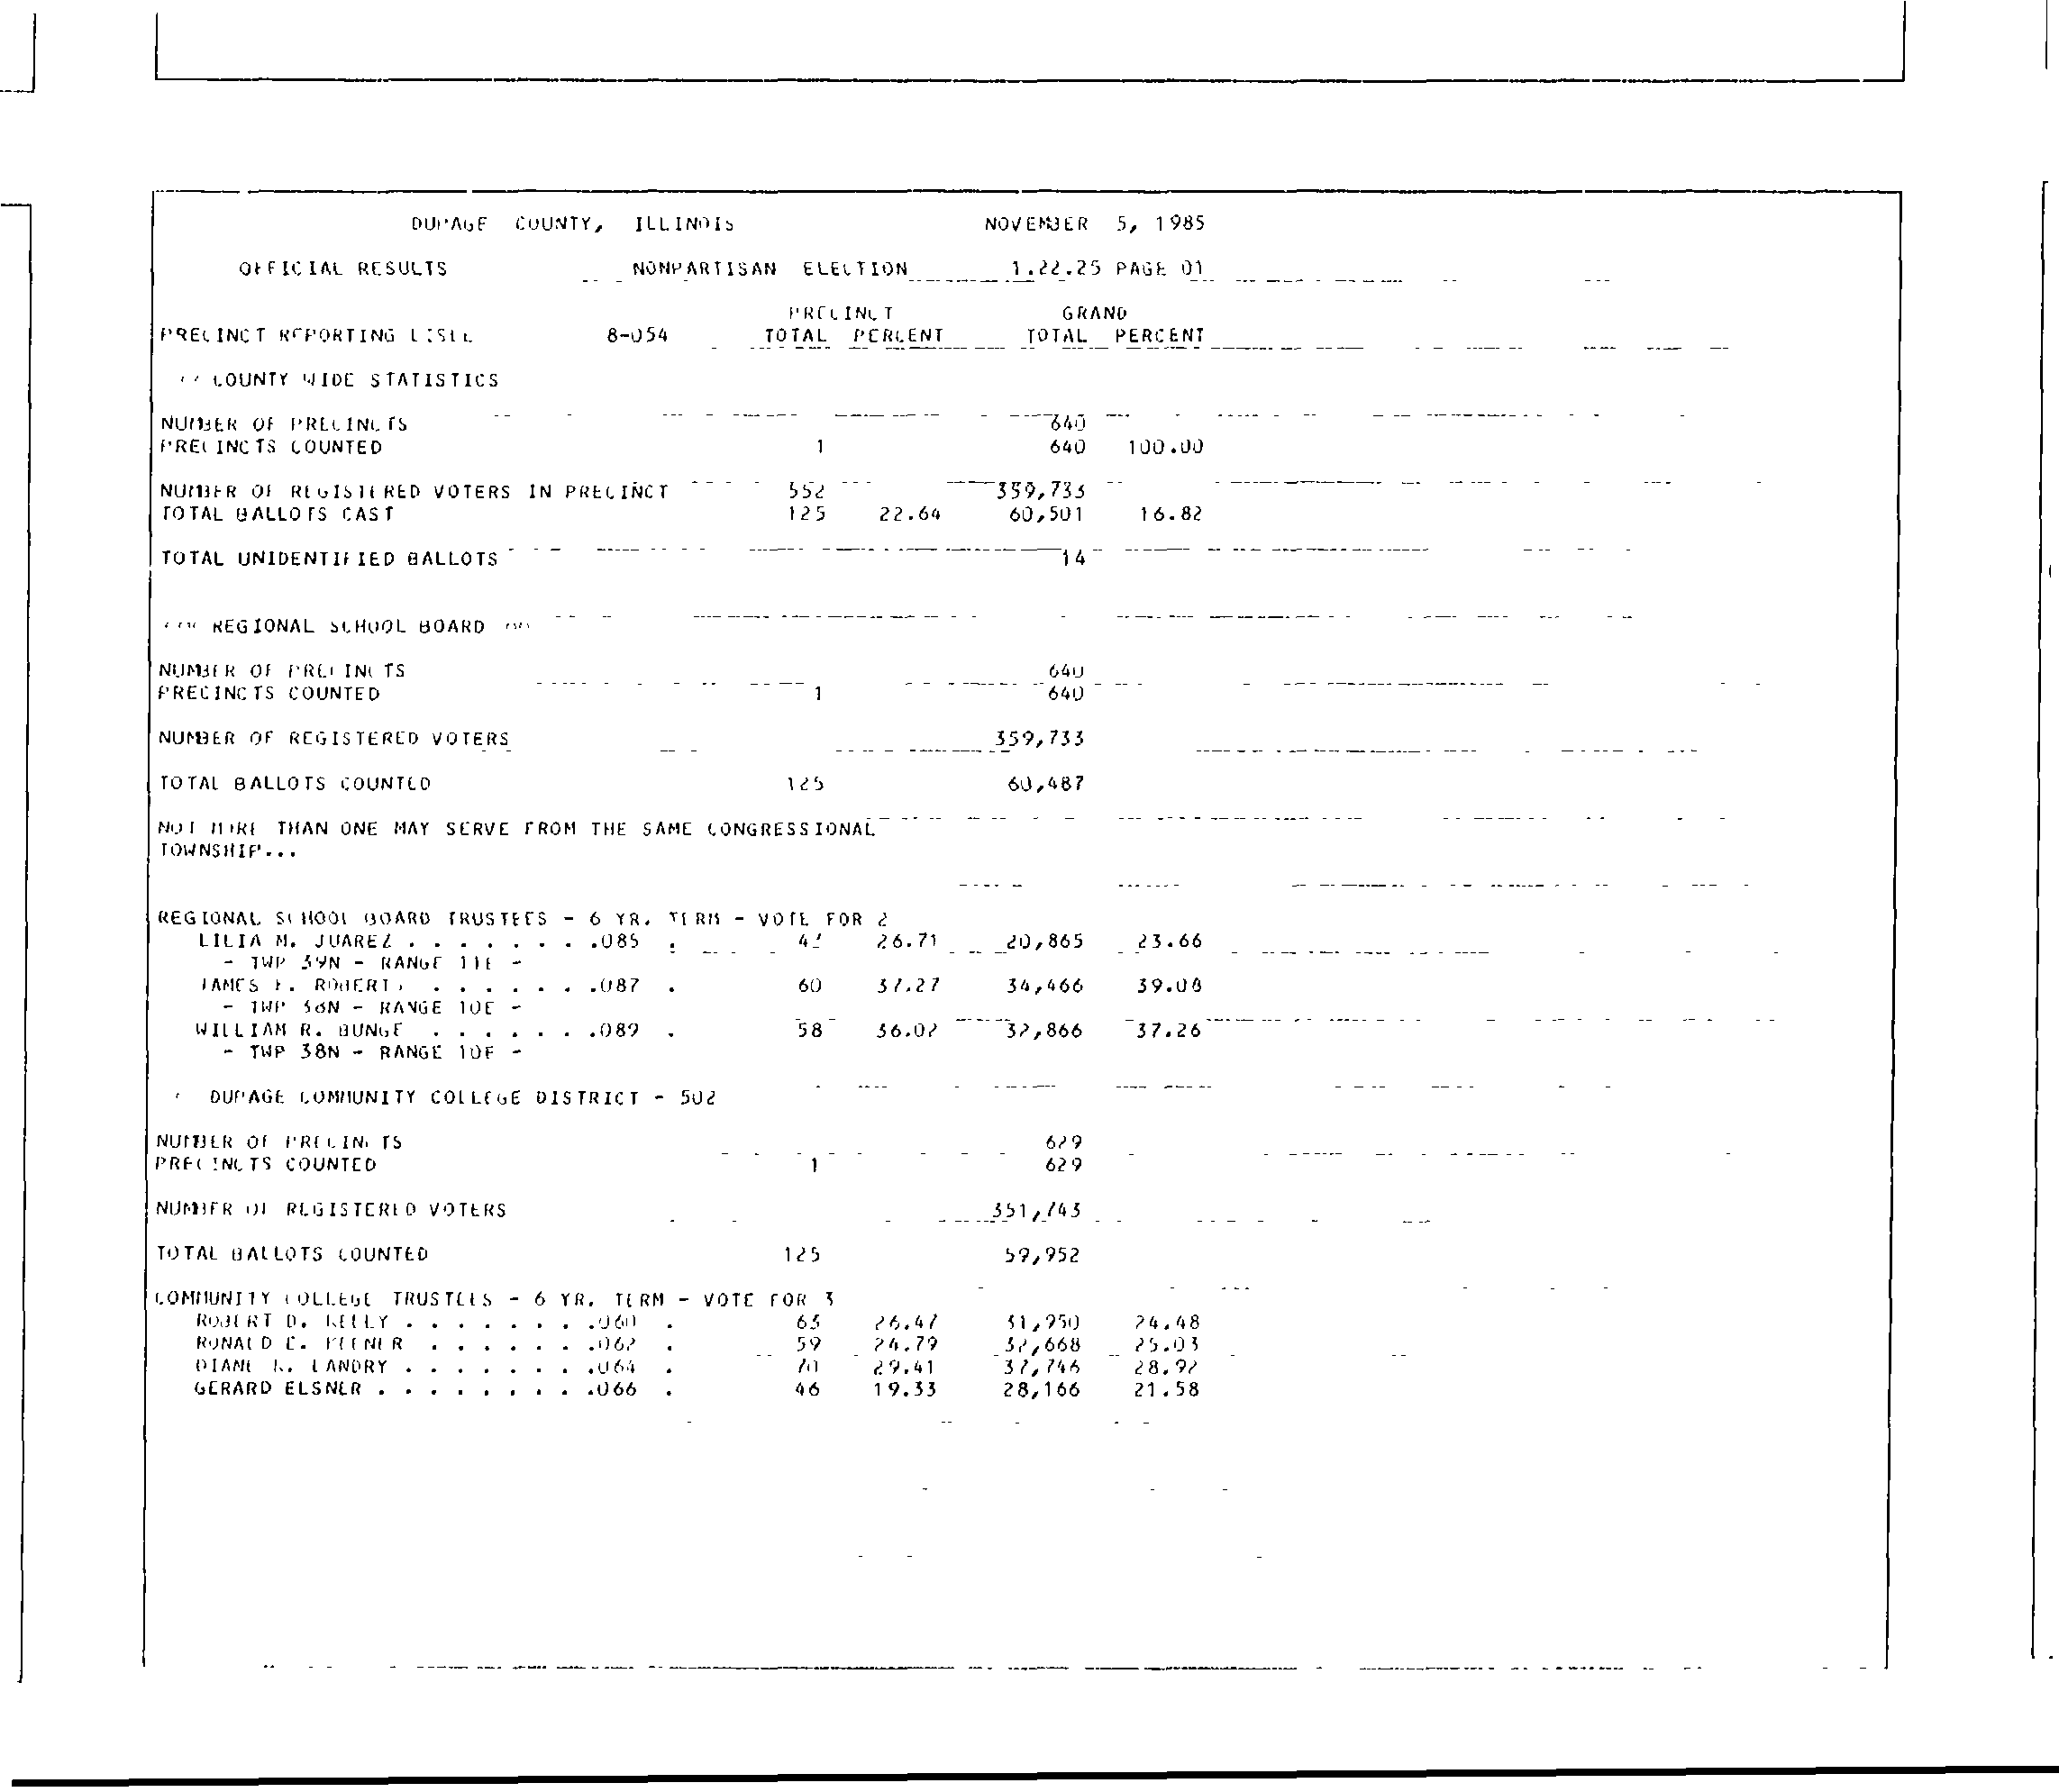 DUPAGE COUNTY, ILLINOIS NOVEMBER 5, 1985
OFFICIAL RESULTS NONPARTISAN ELECTION 1.22.25 PAGE 01
PRECINCT GRAND
PRECINCT REPORTING LISLE 8-054 TOTAL PERCENT TOTAL PERCENT
COUNTY WIDE STATISTICS
NUMBER OF PRECINCTS 640
PRECINCTS COUNTED 1 640 100.00
NUMBER OF REGISTERED VOTERS IN PRECINCT 552 359,733
TOTAL BALLOTS CAST 125 22.64 60,501 16.82
TOTAL UNIDENTIFIED BALLOTS 14
REGIONAL SCHOOL BOARD
NUMBER OF PRECINCTS 640
PRECINCTS COUNTED 1 640
NUMBER OF REGISTERED VOTERS 359,733
TOTAL BALLOTS COUNTED 125 60,487
NOT MORE THAN ONE MAY SERVE FROM THE SAME CONGRESSIONAL
TOWNSHIP...
REGIONAL SCHOOL BOARD TRUSTEES - 6 YR. TERM - VOTE FOR 2
LILIA M. JUAREZ . . . . . . . .085 . 43 26.71 20,865 23.66
- TWP 39N - RANGE 11E -
JAMES ROBERTS . . . . . . .087 . 60 37.27 34,466 39.08
- TWP 38N - RANGE 10E -
WILLIAM R. BUNGE . . . . . . .089 . 58 36.02 32,866 37.26
- TWP 38N - RANGE 10E -
DUPAGE COMMUNITY COLLEGE DISTRICT - 502
NUMBER OF PRECINCTS 629
PRECINCTS COUNTED 1 629
NUMBER OF REGISTERED VOTERS 351,743
TOTAL BALLOTS COUNTED 125 59,952
COMMUNITY COLLEGE TRUSTEES - 6 YR. TERM - VOTE FOR 3
ROBERT D. KELLY . . . . . . . .060 . 63 26.47 31,950 24.48
RONALD E. KEENER . . . . . . .062 . 59 24.79 32,668 25.03
DIANE K. LANDRY . . . . . . . .064 . 70 29.41 37,746 28.92
GERARD ELSNER . . . . . . . . .066 . 46 19.33 28,166 21.58